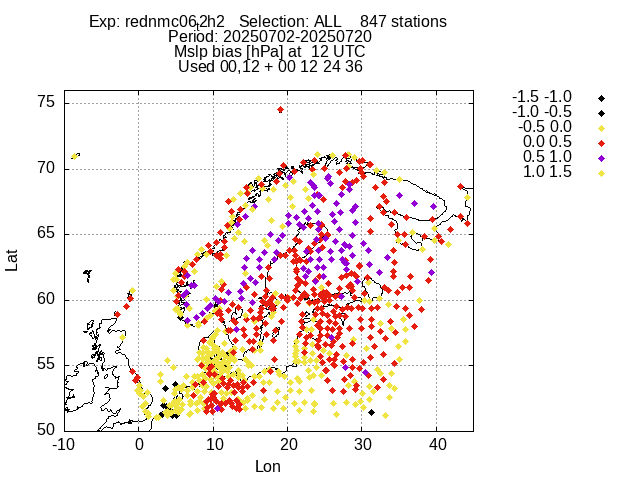 Exp: rednmc06t2h2   Selection: ALL    847 stations
Period: 20250702-20250720
Mslp bias [hPa] at  12 UTC
Used 00,12 + 00 12 24 36
-1.5 -1.0
-1.0 -0.5
-0.5 0.0
0.0 0.5
0.5 1.0
1.0 1.5
75
70
65
60
55
50
Lat
-10 0 10 20 30 40
Lon